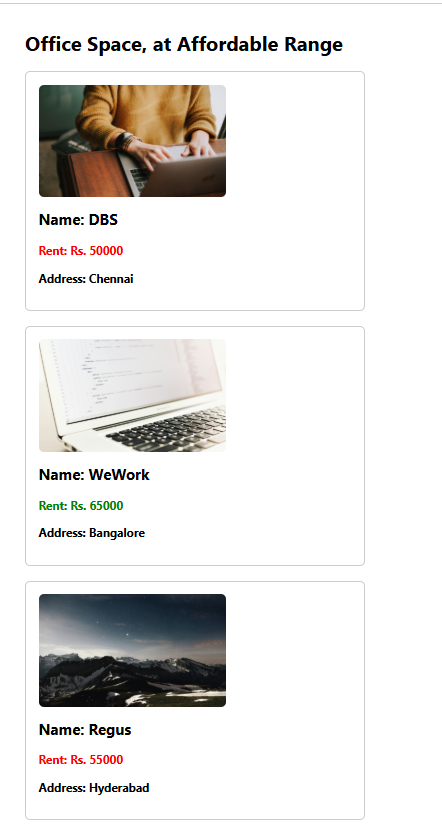 Office Space, at Affordable Range
Name: DBS
Rent: Rs. 50000
Address: Chennai
Name: WeWork
Rent: Rs. 65000
Address: Bangalore
Name: Regus
Rent: Rs. 55000
Address: Hyderabad